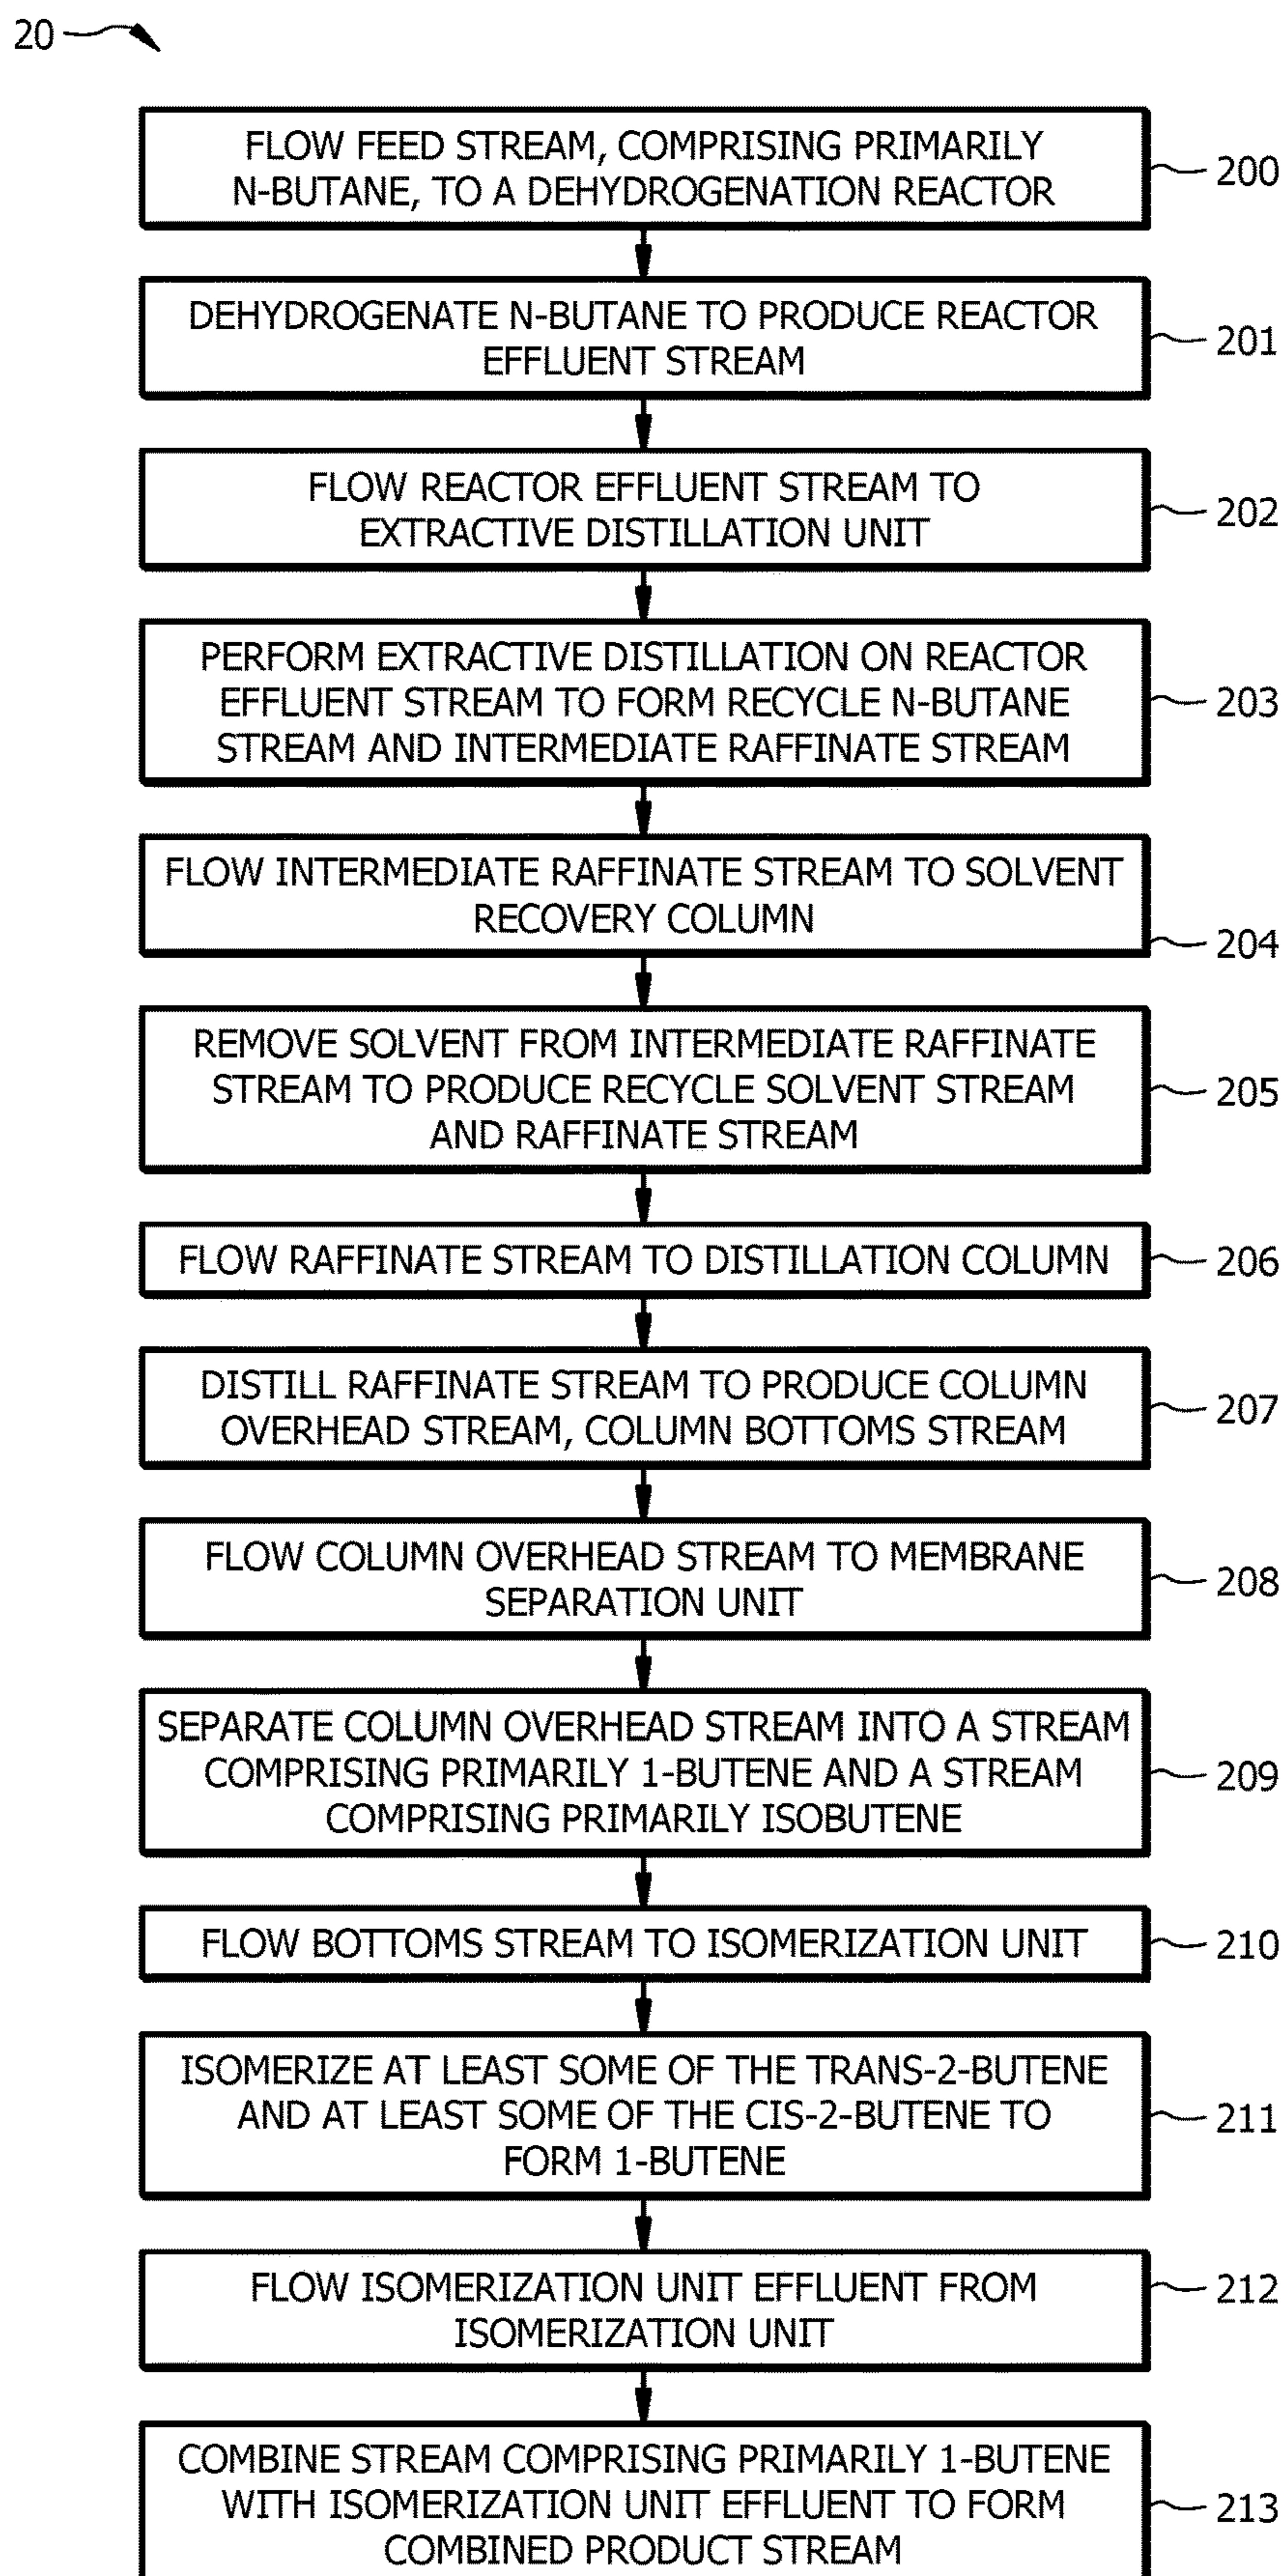 20
FLOW FEED STREAM, COMPRISING PRIMARILY
N-BUTANE, TO A DEHYDROGENATION REACTOR
200
DEHYDROGENATE N-BUTANE TO PRODUCE REACTOR
EFFLUENT STREAM
201
FLOW REACTOR EFFLUENT STREAM TO
EXTRACTIVE DISTILLATION UNIT
202
PERFORM EXTRACTIVE DISTILLATION ON REACTOR
EFFLUENT STREAM TO FORM RECYCLE N-BUTANE
STREAM AND INTERMEDIATE RAFFINATE STREAM
203
FLOW INTERMEDIATE RAFFINATE STREAM TO SOLVENT
RECOVERY COLUMN
204
REMOVE SOLVENT FROM INTERMEDIATE RAFFINATE
STREAM TO PRODUCE RECYCLE SOLVENT STREAM
AND RAFFINATE STREAM
205
FLOW RAFFINATE STREAM TO DISTILLATION COLUMN
206
DISTILL RAFFINATE STREAM TO PRODUCE COLUMN
OVERHEAD STREAM, COLUMN BOTTOMS STREAM
207
FLOW COLUMN OVERHEAD STREAM TO MEMBRANE
SEPARATION UNIT
208
SEPARATE COLUMN OVERHEAD STREAM INTO A STREAM
COMPRISING PRIMARILY 1-BUTENE AND A STREAM
COMPRISING PRIMARILY ISOBUTENE
209
FLOW BOTTOMS STREAM TO ISOMERIZATION UNIT
210
ISOMERIZE AT LEAST SOME OF THE TRANS-2-BUTENE
AND AT LEAST SOME OF THE CIS-2-BUTENE TO
FORM 1-BUTENE
211
FLOW ISOMERIZATION UNIT EFFLUENT FROM
ISOMERIZATION UNIT
212
COMBINE STREAM COMPRISING PRIMARILY 1-BUTENE
WITH ISOMERIZATION UNIT EFFLUENT TO FORM
COMBINED PRODUCT STREAM
213